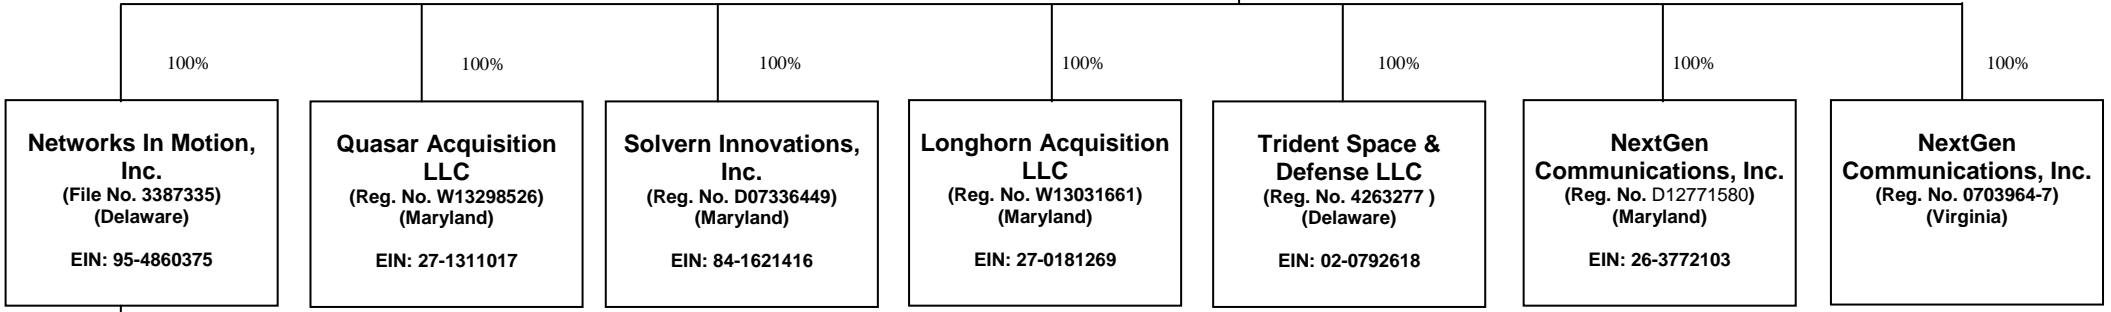 100%
100%
100%
100%
100%
100%
100%
Networks In Motion,
Inc.
(File No. 3387335)
(Delaware)
EIN: 95-4860375
Quasar Acquisition
LLC
(Reg. No. W13298526)
(Maryland)
EIN: 27-1311017
Solvern Innovations,
Inc.
(Reg. No. D07336449)
(Maryland)
EIN: 84-1621416
Longhorn Acquisition
LLC
(Reg. No. W13031661)
(Maryland)
EIN: 27-0181269
Trident Space &
Defense LLC
(Reg. No. 4263277 )
(Delaware)
EIN: 02-0792618
NextGen
Communications, Inc.
(Reg. No. D12771580)
(Maryland)
EIN: 26-3772103
NextGen
Communications, Inc.
(Reg. No. 0703964-7)
(Virginia)